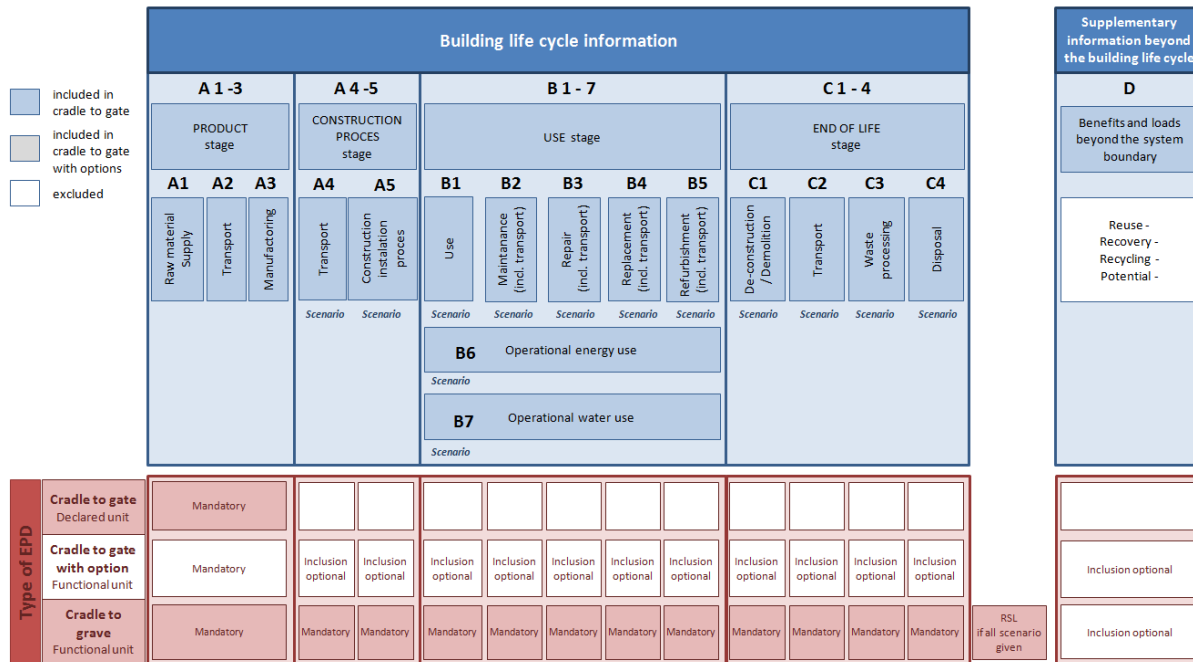 Building life cycle information
Supplementary
information beyond
the building life cycle
included in
cradle to gate
included in
cradle to gate
with options
excluded
A 1 -3
A 4 -5
B 1 - 7
C 1 - 4
D
PRODUCT
stage
CONSTRUCTION
PROCES
stage
USE stage
END OF LIFE
stage
Benefits and loads
beyond the system
boundary
A1
A2
A3
A4
A5
B1
B2
B3
B4
B5
C1
C2
C3
C4
Raw material
Supply
Transport
Manufactoring
Transport
Construction
instalation
proces
Use
Maintanance
(incl. transport)
Repair
(incl. transport)
Replacement
(incl. transport)
Refurbishment
(incl. transport)
De-construction
/ Demolition
Transport
Waste
processing
Disposal
Reuse -
Recovery -
Recycling -
Potential -
Scenario
Scenario
Scenario
Scenario
Scenario
Scenario
Scenario
Scenario
Scenario
Scenario
Scenario
B6
Operational energy use
Scenario
B7
Operational water use
Scenario
Type of EPD
Cradle to gate
Declared unit
Mandatory
Cradle to gate
with option
Functional unit
Mandatory
Inclusion
optional
Inclusion
optional
Inclusion
optional
Inclusion
optional
Inclusion
optional
Inclusion
optional
Inclusion
optional
Inclusion
optional
Inclusion
optional
Inclusion
optional
Inclusion
optional
Inclusion optional
Cradle to
grave
Functional unit
Mandatory
Mandatory
Mandatory
Mandatory
Mandatory
Mandatory
Mandatory
Mandatory
Mandatory
Mandatory
Mandatory
Mandatory
RSL
if all scenario
given
Inclusion optional